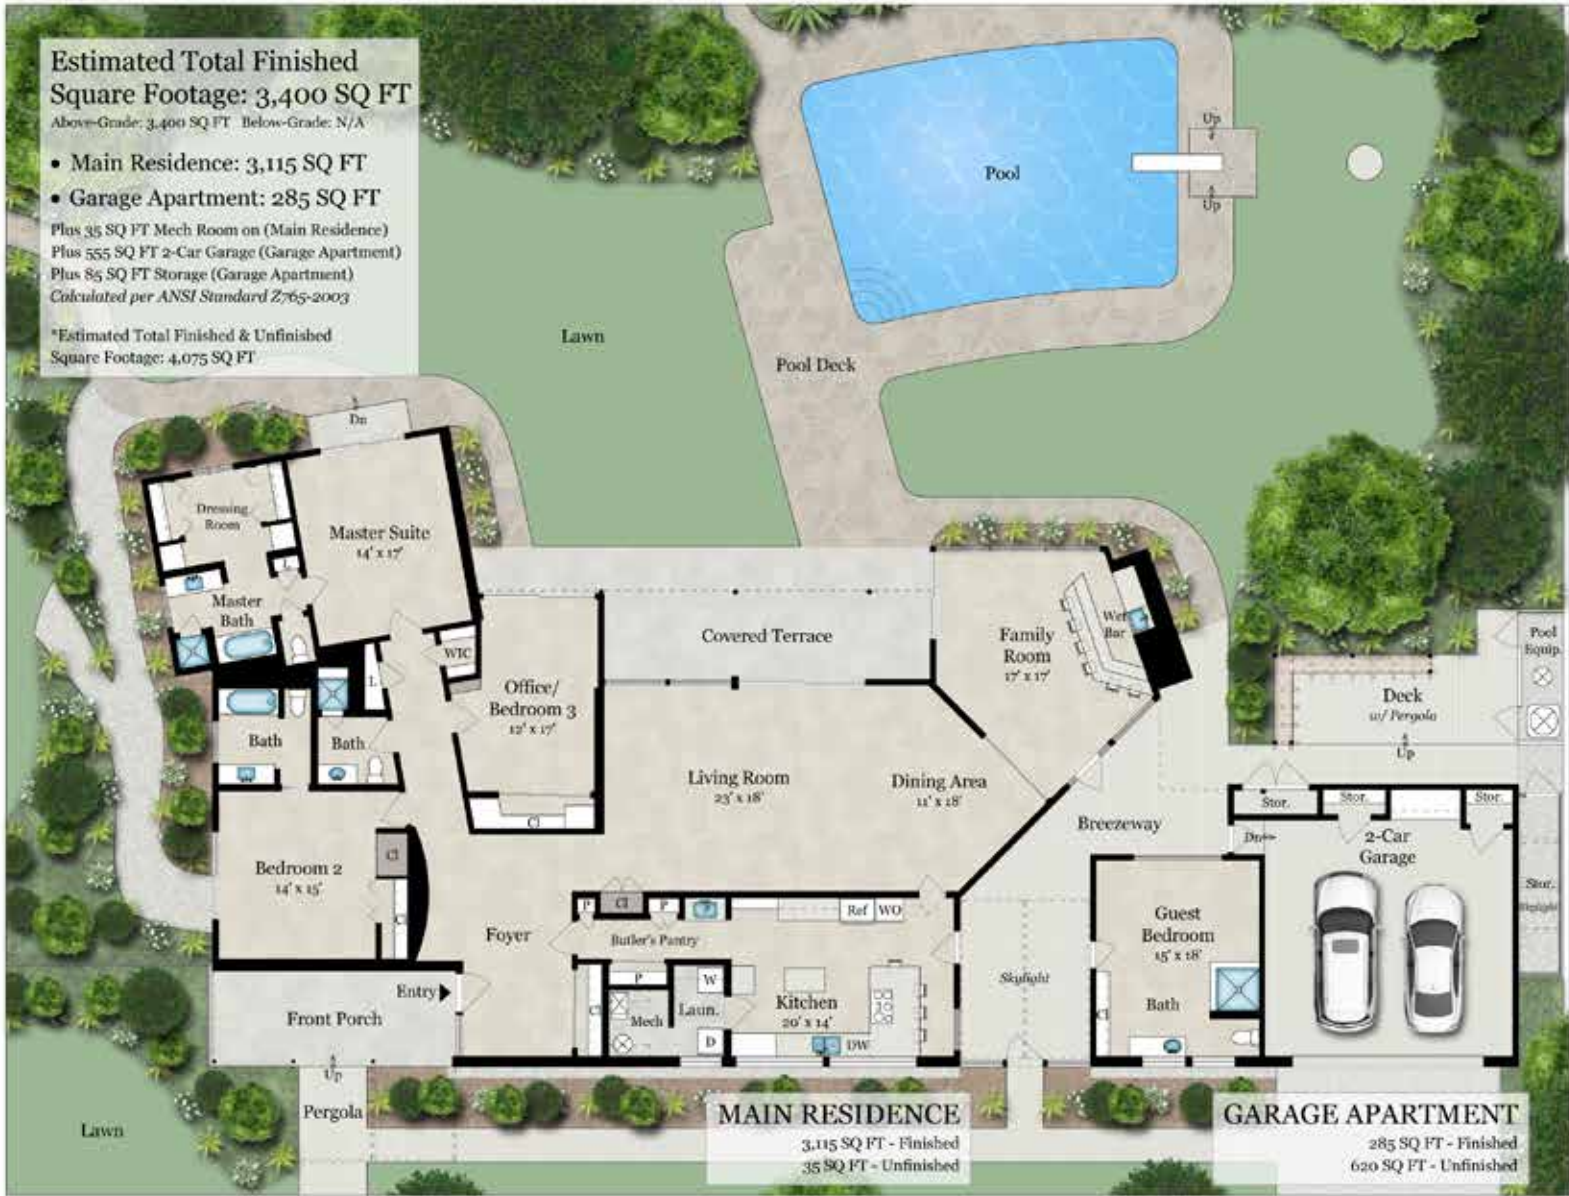 Estimated Total Finished
Square Footage: 3,400 SQ FT
Above-Grade: 3,400 SQ FT Below-Grade: N/A
• Main Residence: 3,115 SQ FT
• Garage Apartment: 285 SQ FT
Plus 35 SQ FT Mech Room on (Main Residence)
Plus 555 SQ FT 2-Car Garage (Garage Apartment)
Plus 85 SQ FT Storage (Garage Apartment)
Calculated per ANSI Standard Z765-2003
*Estimated Total Finished & Unfinished
Square Footage: 4,075 SQ FT
Up
Pool
Up
Lawn
Pool Deck
Dn
Dressing
Room
Master Suite
14' x 17'
L
Master
Bath
WIC
L
Office/
Bedroom 3
12' x 17'
Cl
Covered Terrace
Family
Room
17' x 17'
Wet
Bar
Pool
Equip.
Deck
w/ Pergola
Up
Bath
Bath
Living Room
23' x 18'
Dining Area
11' x 18'
Breezeway
Stor.
Stor.
Stor.
Dn
2-Car
Garage
Stor.
Skylight
Bedroom 2
14' x 15'
Cl
Cl
Foyer
P
Cl
P
Ref
WO
Butler's Pantry
P
W
Laun.
D
Mech
Cl
Kitchen
20' x 14'
DW
Skylight
Guest
Bedroom
15' x 18'
Bath
Cl
Entry
Front Porch
Up
Pergola
Lawn
MAIN RESIDENCE
3,115 SQ FT - Finished
35 SQ FT - Unfinished
GARAGE APARTMENT
285 SQ FT - Finished
620 SQ FT - Unfinished